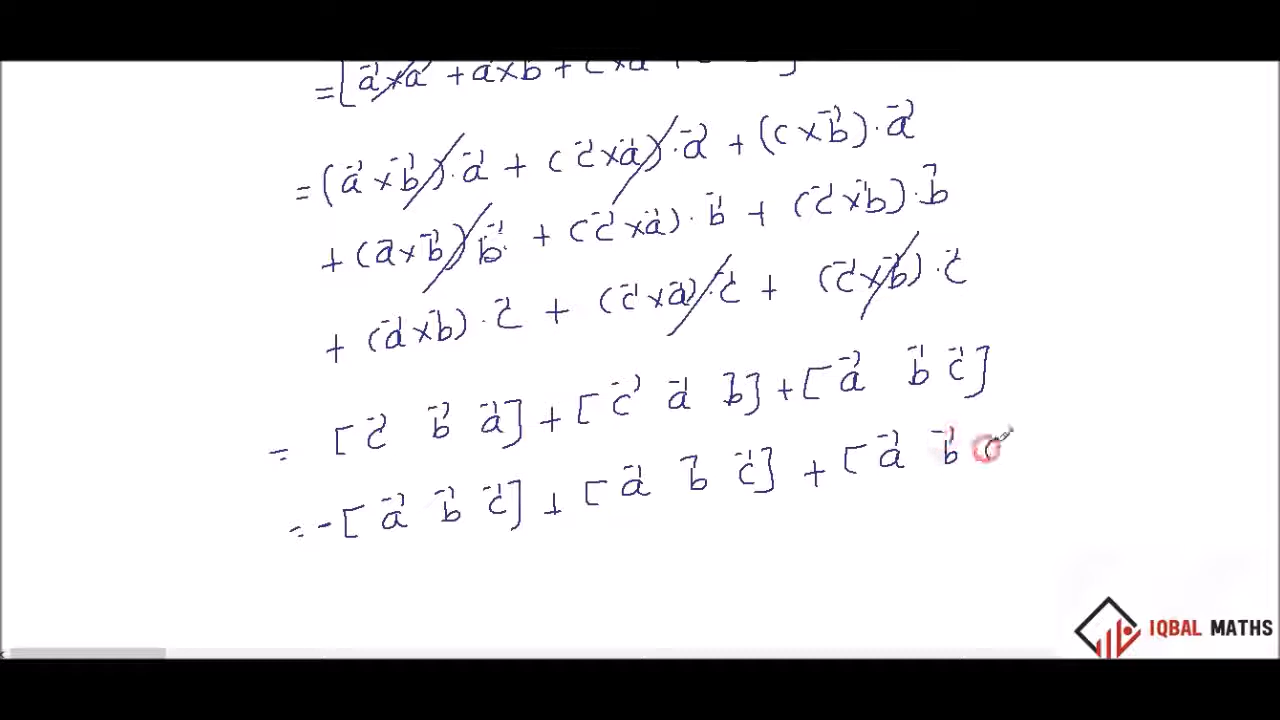 =[a⃗×a⃗ + a⃗×b + c×a⃗ +
= (a⃗ × b⃗)·a⃗ + (c⃗×a⃗)·a⃗ + (c×b⃗)·a⃗
+ (a×b⃗)·b⃗ + (c⃗×a⃗)·b⃗ + (c⃗×b⃗)·b⃗
+ (a⃗×b⃗)·c⃗ + (c⃗×a⃗)·c⃗ + (c⃗×b⃗)·c⃗
= [c⃗ b⃗ a⃗] + [c⃗ a⃗ b⃗] + [a⃗ b⃗ c⃗]
= -[a⃗ b⃗ c⃗] + [a⃗ b⃗ c⃗] + [a⃗ b⃗
IQBAL MATHS